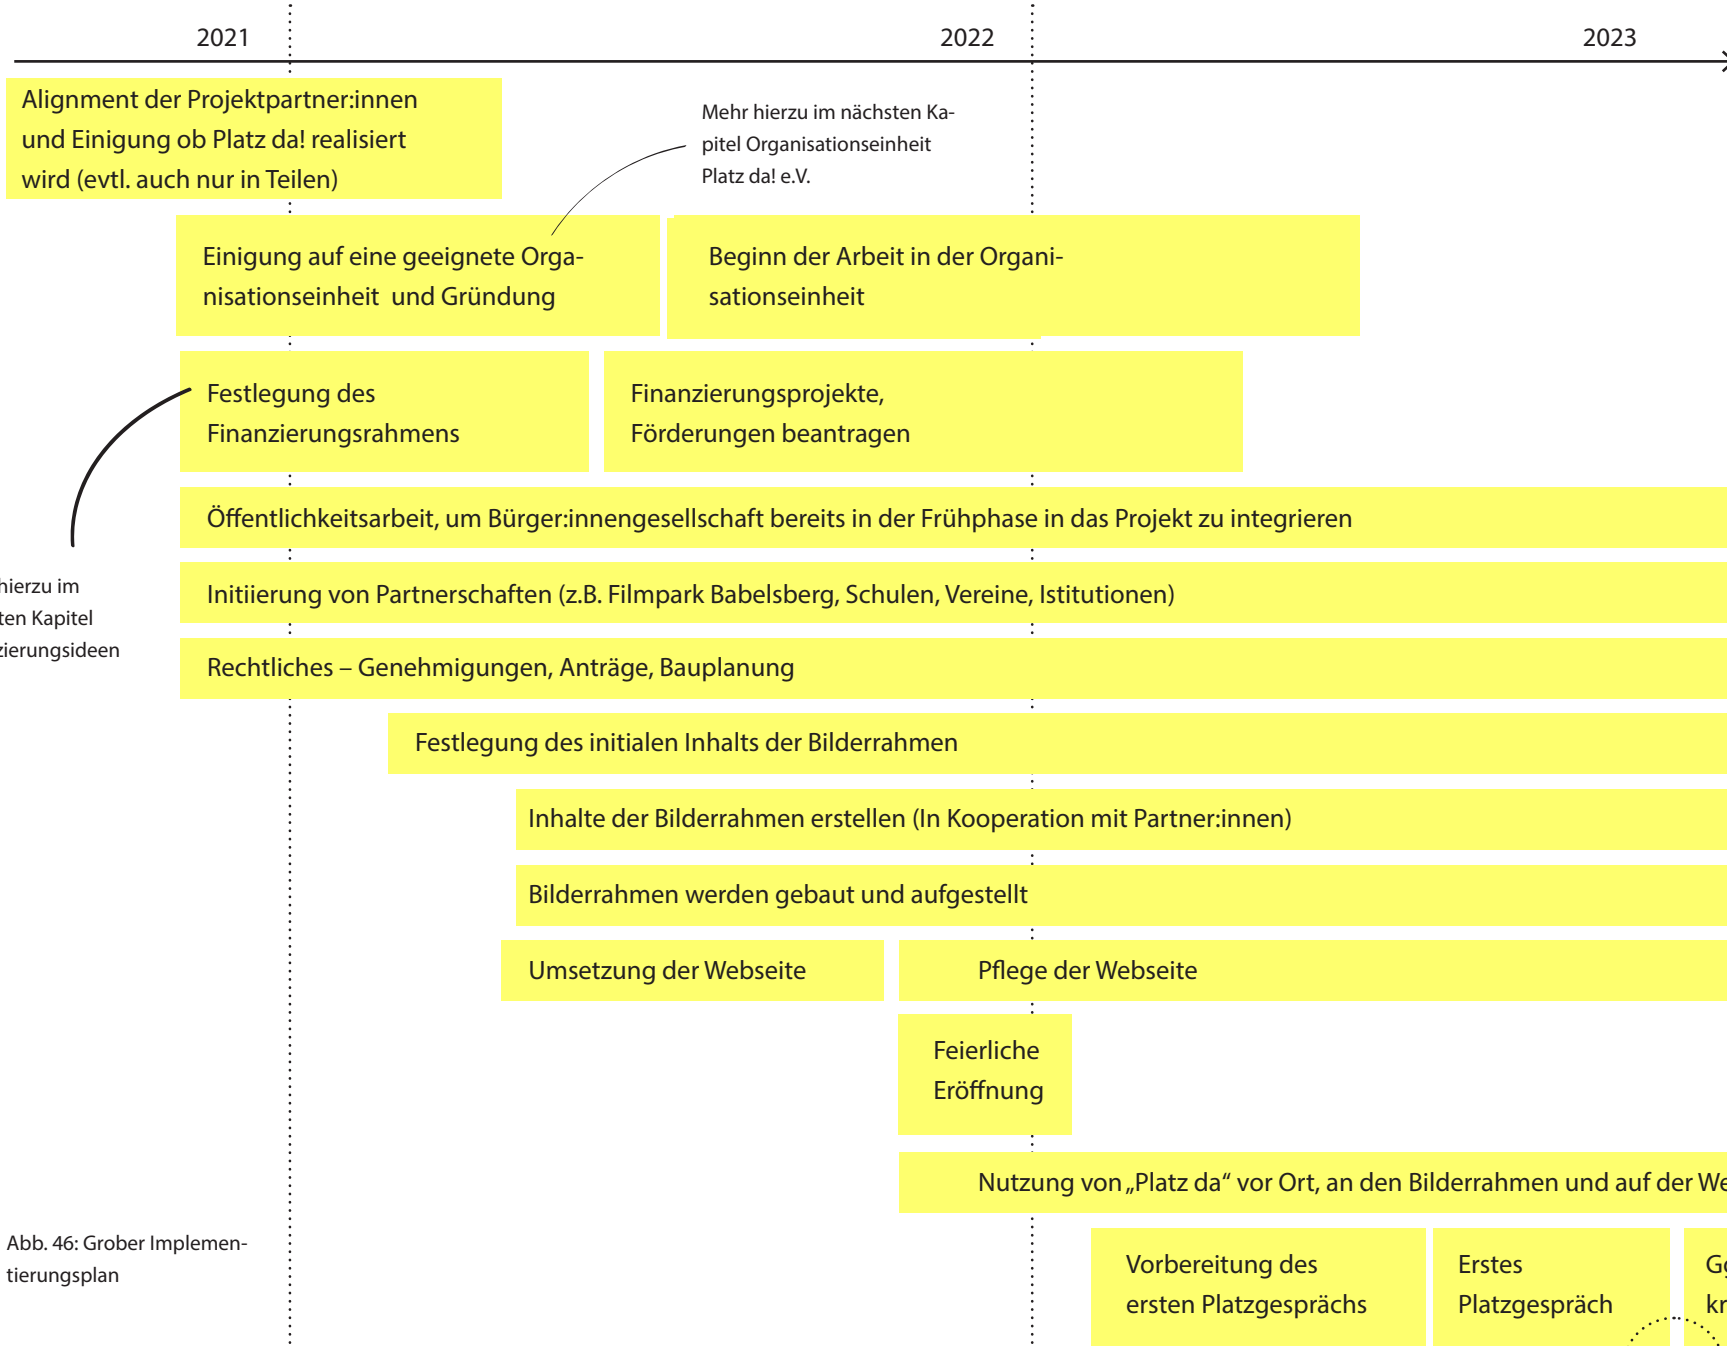 2021
2022
2023
Alignment der Projektpartner:innen
und Einigung ob Platz da! realisiert
wird (evtl. auch nur in Teilen)
Mehr hierzu im nächsten Ka-
pitel Organisationseinheit
Platz da! e.V.
Einigung auf eine geeignete Orga-
nisationseinheit und Gründung
Beginn der Arbeit in der Organi-
sationseinheit
Festlegung des
Finanzierungsrahmens
Finanzierungsprojekte,
Förderungen beantragen
Öffentlichkeitsarbeit, um Bürger:innengesellschaft bereits in der Frühphase in das Projekt zu integrieren
hierzu im
Kapitel
Initiierung von Partnerschaften (z.B. Filmpark Babelsberg, Schulen, Vereine, Istitutionen)
Rechtliches – Genehmigungen, Anträge, Bauplanung
Festlegung des initialen Inhalts der Bilderrahmen
Inhalte der Bilderrahmen erstellen (In Kooperation mit Partner:innen)
Bilderrahmen werden gebaut und aufgestellt
Umsetzung der Webseite
Pflege der Webseite
Feierliche
Eröffnung
Nutzung von „Platz da“ vor Ort, an den Bilderrahmen und auf der
Vorbereitung des
ersten Platzgesprächs
Erstes
Platzgespräch
Abb. 46: Grober Implemen-
tierungsplan